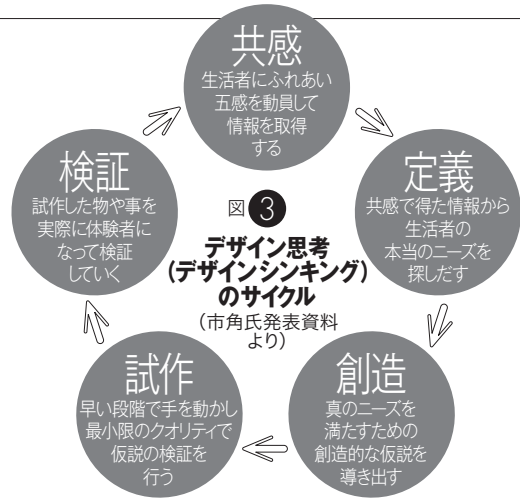 共感
生活者にふれあい
五感を動員して
情報を取得
する
定義
共感で得た情報から
生活者の
本当のニーズを
探しだす
創造
真のニーズを
満たすための
創造的な仮説を
導き出す
試作
早い段階で手を動かし
最小限のクオリティで
仮説の検証を
行う
検証
試作した物や事を
実際に体験者に
なって検証
していく
図3
デザイン思考
(デザインシンキング)
のサイクル
(市角氏発表資料
より)